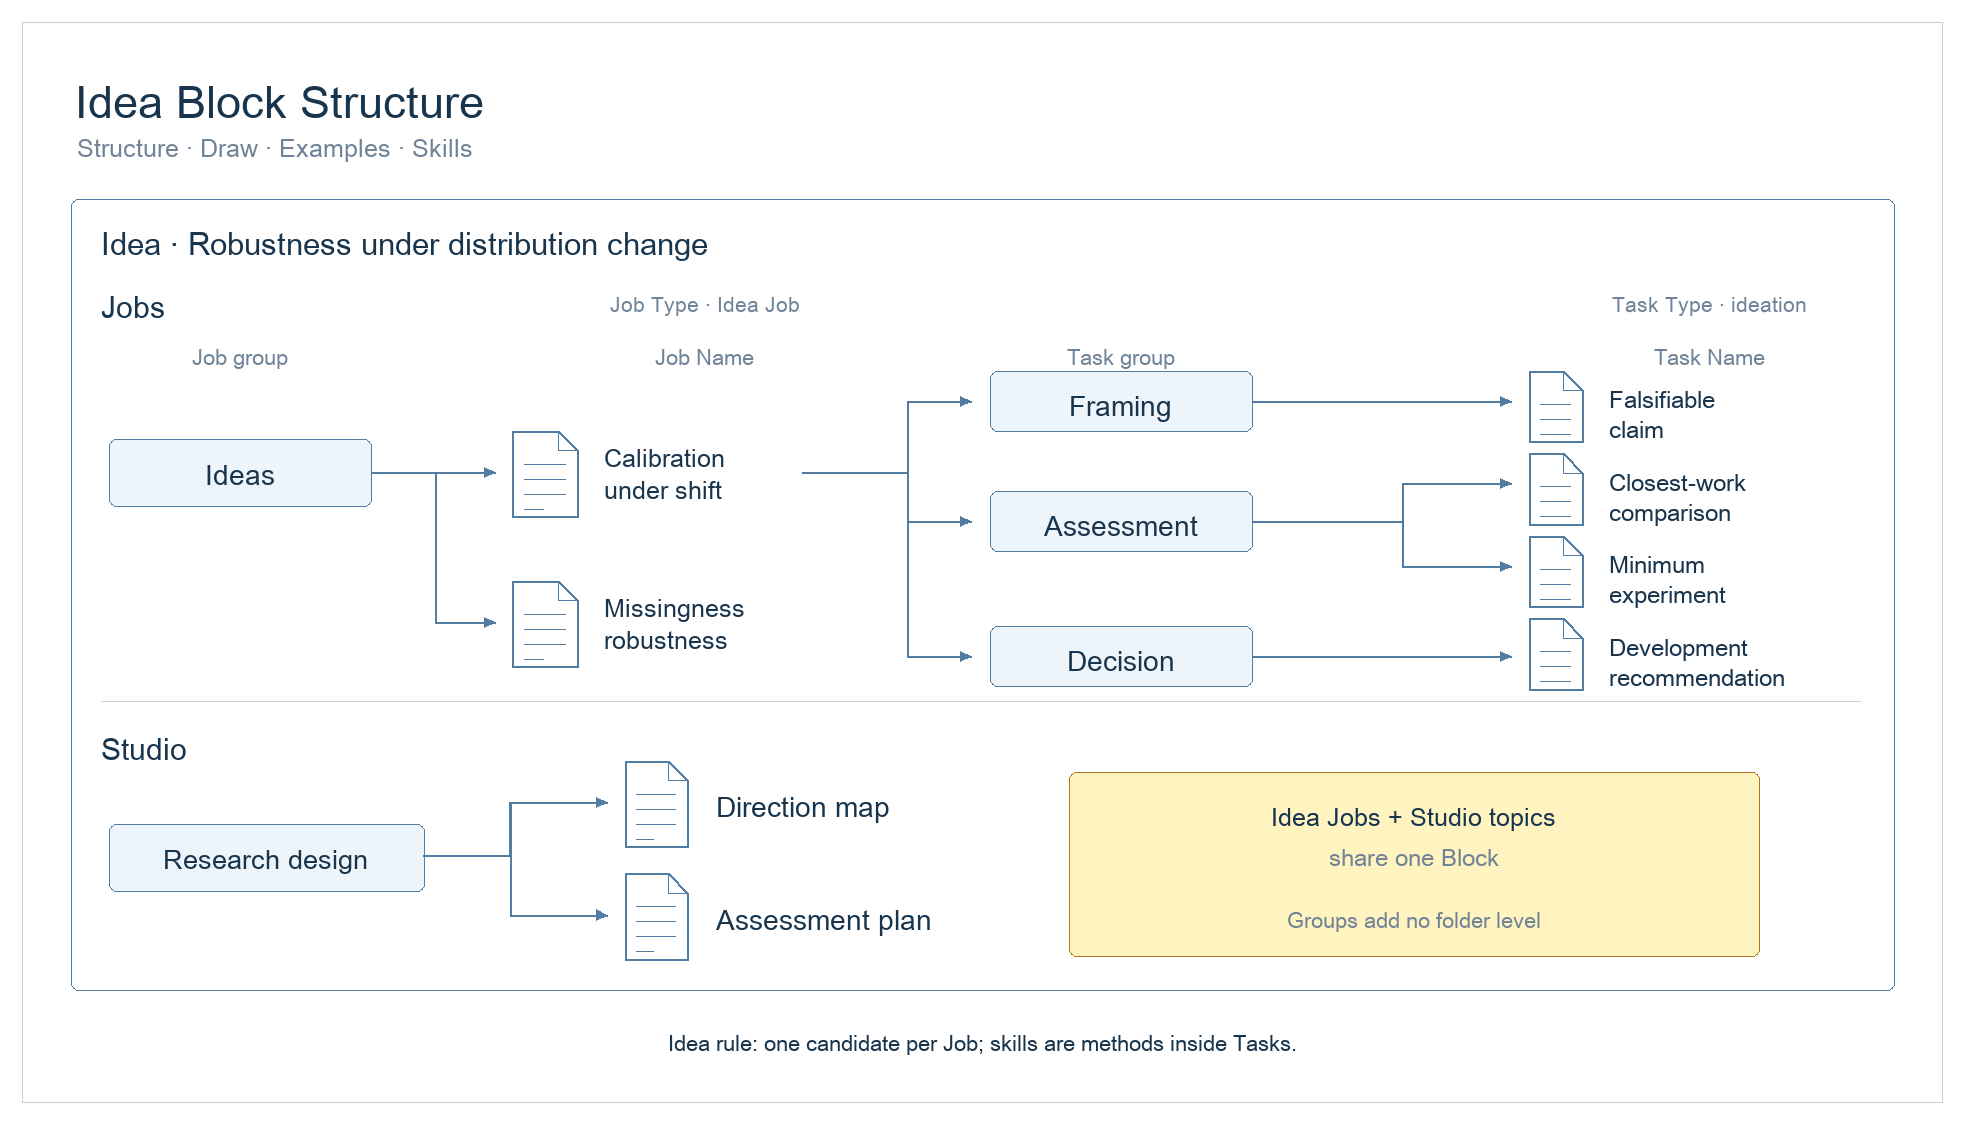 Idea Block Structure
Structure · Draw · Examples · Skills
Idea · Robustness under distribution change
Jobs
Job Type · Idea Job
Task Type · ideation
Job group
Job Name
Task group
Task Name
Ideas
Calibration
under shift
Missingness
robustness
Framing
Assessment
Decision
Falsifiable
claim
Closest-work
comparison
Minimum
experiment
Development
recommendation
Studio
Research design
Direction map
Assessment plan
Idea Jobs + Studio topics
share one Block
Groups add no folder level
Idea rule: one candidate per Job; skills are methods inside Tasks.